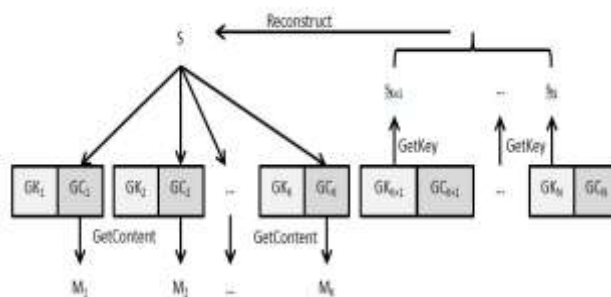 Reconstruct
S
S_{K+1} ... S_N
GetKey GetKey
GK_1 GC_1 GK_2 GC_2 ... GK_K GC_K GK_{K+1} GC_{K+1} ... GK_N GC_N
GetContent GetContent
M_1 M_2 ... M_K